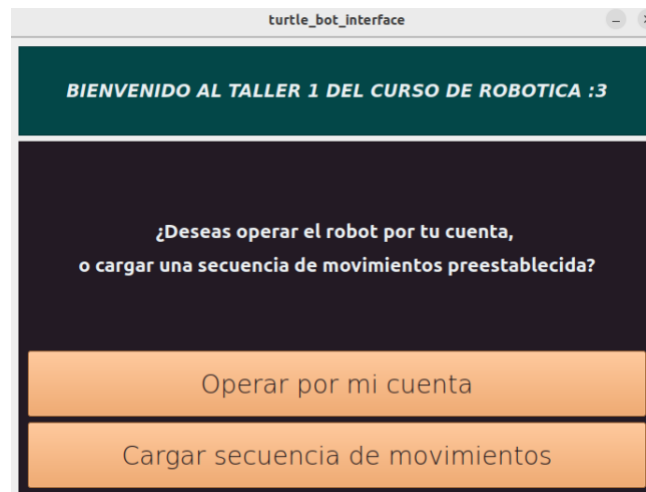 turtle_bot_interface
BIENVENIDO AL TALLER 1 DEL CURSO DE ROBOTICA :3
¿Deseas operar el robot por tu cuenta,
o cargar una secuencia de movimientos preestablecida?
Operar por mi cuenta
Cargar secuencia de movimientos